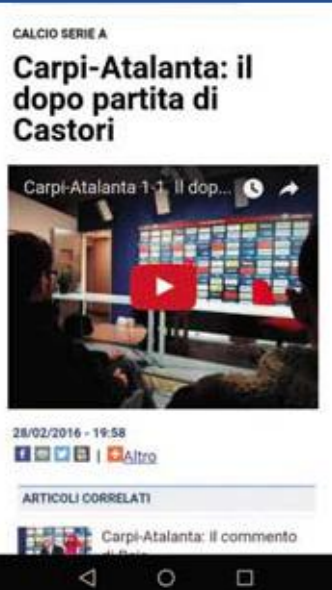 CALCIO SERIE A
Carpi-Atalanta: il
dopo partita di
Castori
Carpi-Atalanta 1-1. Il dop...
28/02/2016 - 19:58
| Altro
ARTICOLI CORRELATI
Carpi-Atalanta: Il commento
di